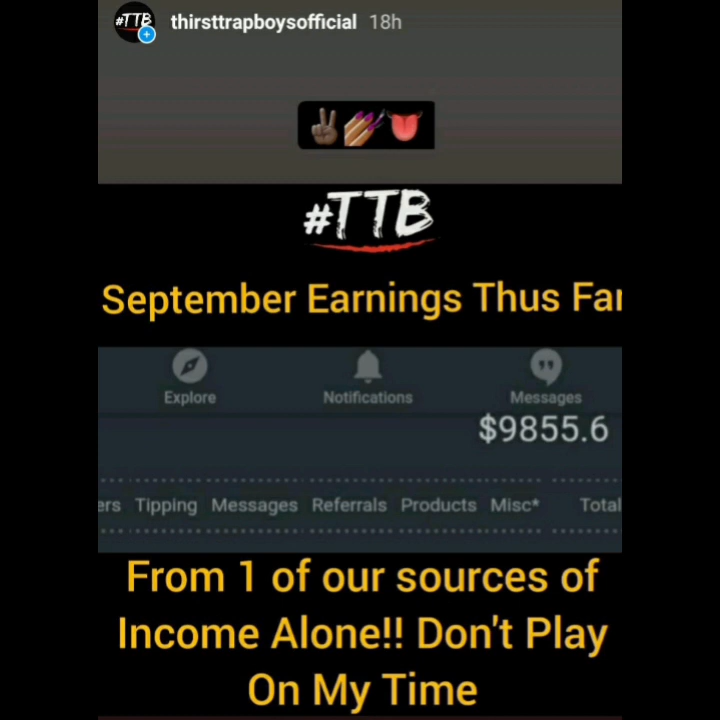 #TTB
thirsttrapboysofficial 18h
#TTB
September Earnings Thus Far
Explore Notifications Messages
$9855.6
ers Tipping Messages Referrals Products Misc* Total
From 1 of our sources of
Income Alone!! Don't Play
On My Time